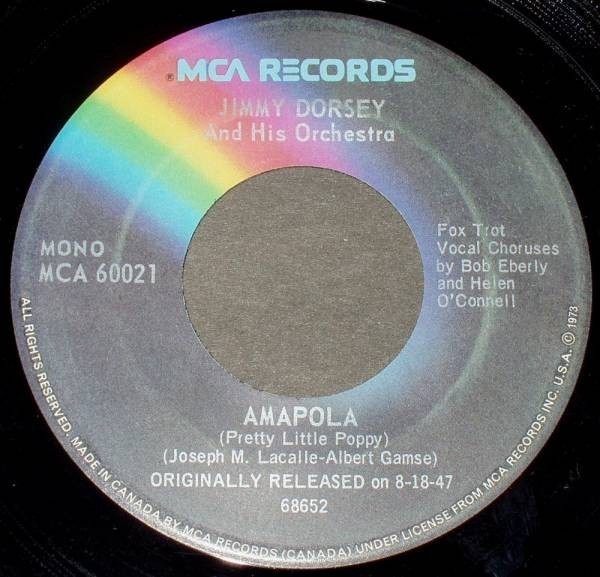 ®MCA RECORDS
JIMMY DORSEY
And His Orchestra
MONO
MCA 60021
Fox Trot
Vocal Choruses
by Bob Eberly
and Helen
O'Connell
AMAPOLA
(Pretty Little Poppy)
(Joseph M. Lacalle-Albert Gamse)
ORIGINALLY RELEASED on 8-18-47
68652
ALL RIGHTS RESERVED. MADE IN CANADA BY MCA RECORDS (CANADA) UNDER LICENSE FROM MCA RECORDS INC. U.S.A. © 1973